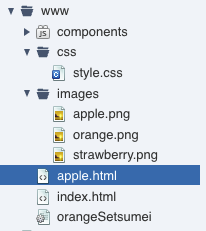 www
components
css
style.css
images
apple.png
orange.png
strawberry.png
apple.html
index.html
orangeSetsumei